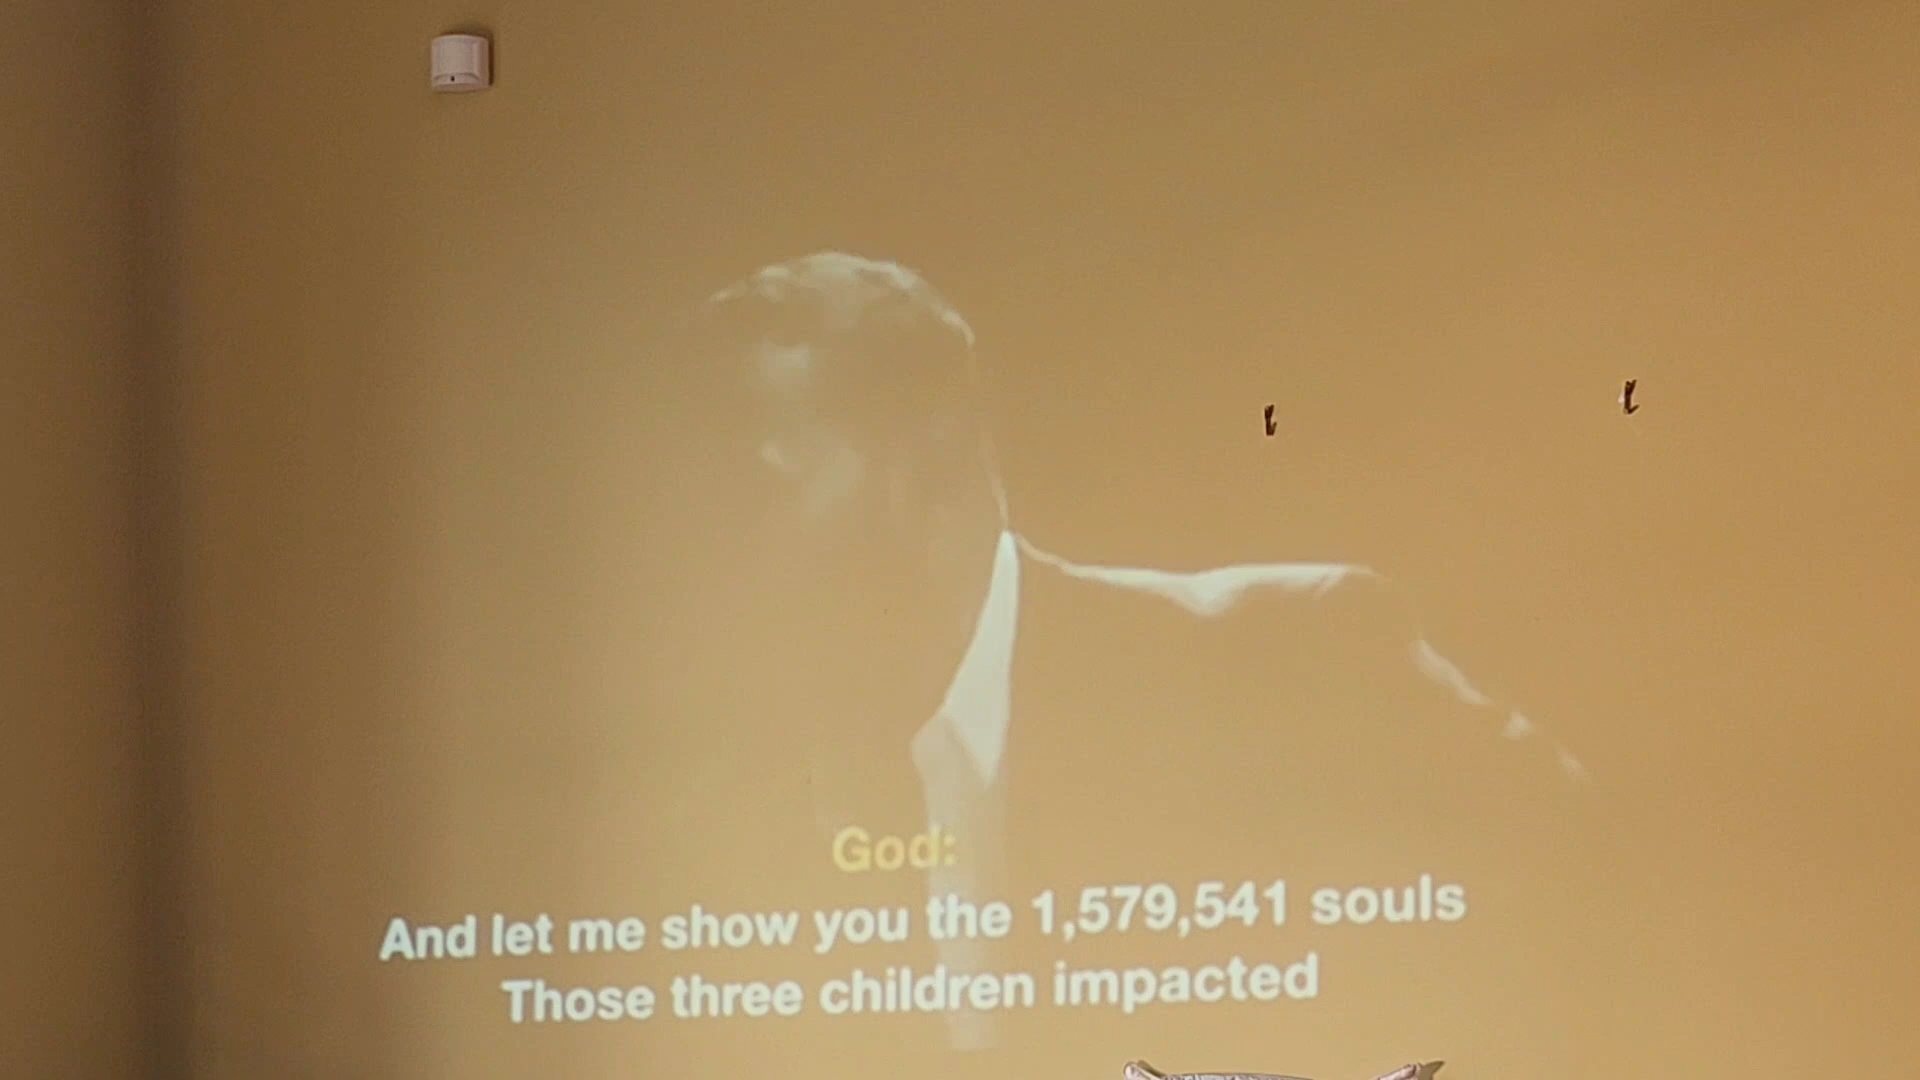 God:
And let me show you the 1,579,541 souls
Those three children impacted